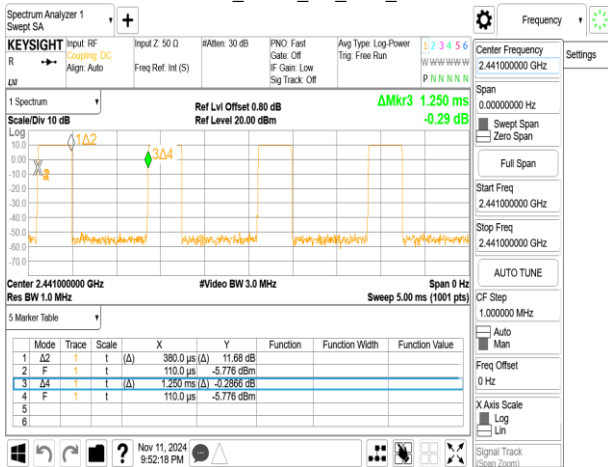 Spectrum Analyzer 1
Swept SA
+
Frequency
KEYSIGHT
R
Input: RF
Coupling: DC
Align: Auto
Input Z: 50 Ω
Freq Ref: Int (S)
#Atten: 30 dB
PNO: Fast
Gate: Off
IF Gain: Low
Sig Track: Off
Avg Type: Log-Power
Trig: Free Run
1 2 3 4 5 6
W W W W W W
P N N N N N
Center Frequency
2.441000000 GHz
Settings
Span
0.00000000 Hz
Swept Span
Zero Span
Full Span
Start Freq
2.441000000 GHz
Stop Freq
2.441000000 GHz
AUTO TUNE
CF Step
1.000000 MHz
Auto
Man
Freq Offset
0 Hz
X Axis Scale
Log
Lin
Signal Track
(Span Zoom)
1 Spectrum
Scale/Div 10 dB
Ref Lvl Offset 0.80 dB
Ref Level 20.00 dBm
ΔMkr3 1.250 ms
-0.29 dB
Log
10.0
0.00
-10.0
-20.0
-30.0
-40.0
-50.0
-60.0
-70.0
1Δ2
3Δ4
Center 2.441000000 GHz
Res BW 1.0 MHz
#Video BW 3.0 MHz
Span 0 Hz
Sweep 5.00 ms (1001 pts)
5 Marker Table
Mode Trace Scale X Y Function Function Width Function Value
1 Δ2 1 t (Δ) 380.0 µs (Δ) 11.68 dB
2 F 1 t 110.0 µs -5.776 dBm
3 Δ4 1 t (Δ) 1.250 ms (Δ) -0.2866 dB
4 F 1 t 110.0 µs -5.776 dBm
5
6
?
Nov 11, 2024
9:52:18 PM